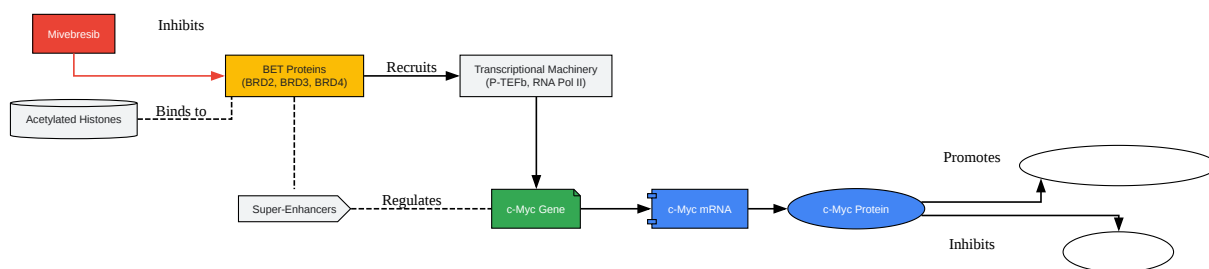 Inhibits
Mivebresib
BET Proteins
(BRD2, BRD3, BRD4)
Recruits
Transcriptional Machinery
(P-TEFb, RNA Pol II)
Acetylated Histones
Binds to
Promotes
Super-Enhancers
Regulates
c-Myc Gene
c-Myc mRNA
c-Myc Protein
Inhibits